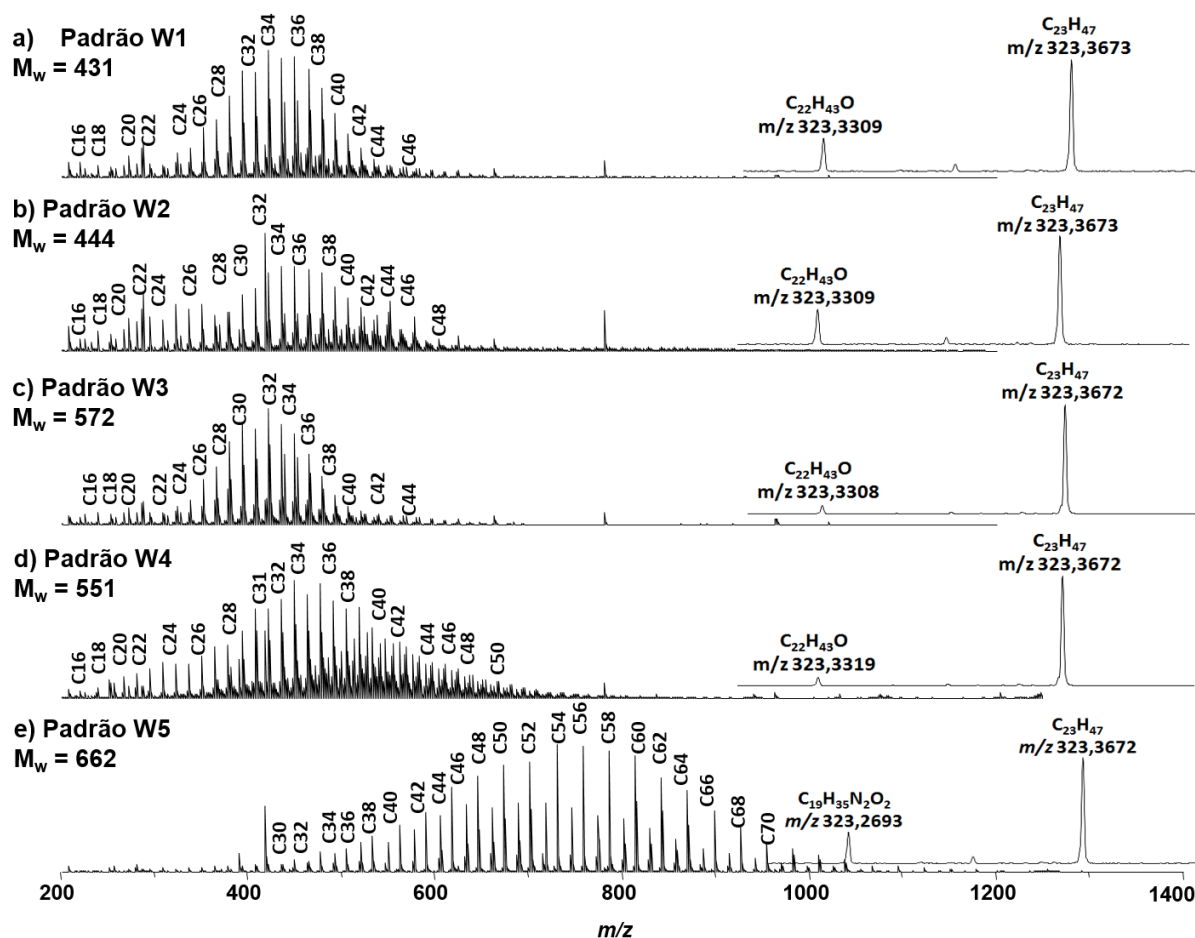 a) Padrão W1
M_w = 431
C16 C18 C20 C22 C24 C26 C28 C32 C34 C36 C38 C40 C42 C44 C46
C₂₂H₄₃O
m/z 323,3309
C₂₃H₄₇
m/z 323,3673
b) Padrão W2
M_w = 444
C16 C18 C20 C22 C24 C26 C28 C30 C32 C34 C36 C38 C40 C42 C44 C46 C48
C₂₂H₄₃O
m/z 323,3309
C₂₃H₄₇
m/z 323,3673
c) Padrão W3
M_w = 572
C16 C18 C20 C22 C24 C26 C28 C30 C32 C34 C36 C38 C40 C42 C44
C₂₂H₄₃O
m/z 323,3308
C₂₃H₄₇
m/z 323,3672
d) Padrão W4
M_w = 551
C16 C18 C20 C22 C24 C26 C28 C31 C32 C34 C36 C38 C40 C42 C44 C46 C48 C50
C₂₂H₄₃O
m/z 323,3319
C₂₃H₄₇
m/z 323,3672
e) Padrão W5
M_w = 662
C30 C32 C34 C36 C38 C40 C42 C44 C46 C48 C50 C52 C54 C56 C58 C60 C62 C64 C66 C68 C70
C₁₉H₃₅N₂O₂
m/z 323,2693
C₂₃H₄₇
m/z 323,3672
200 400 600 800 1000 1200 1400
m/z